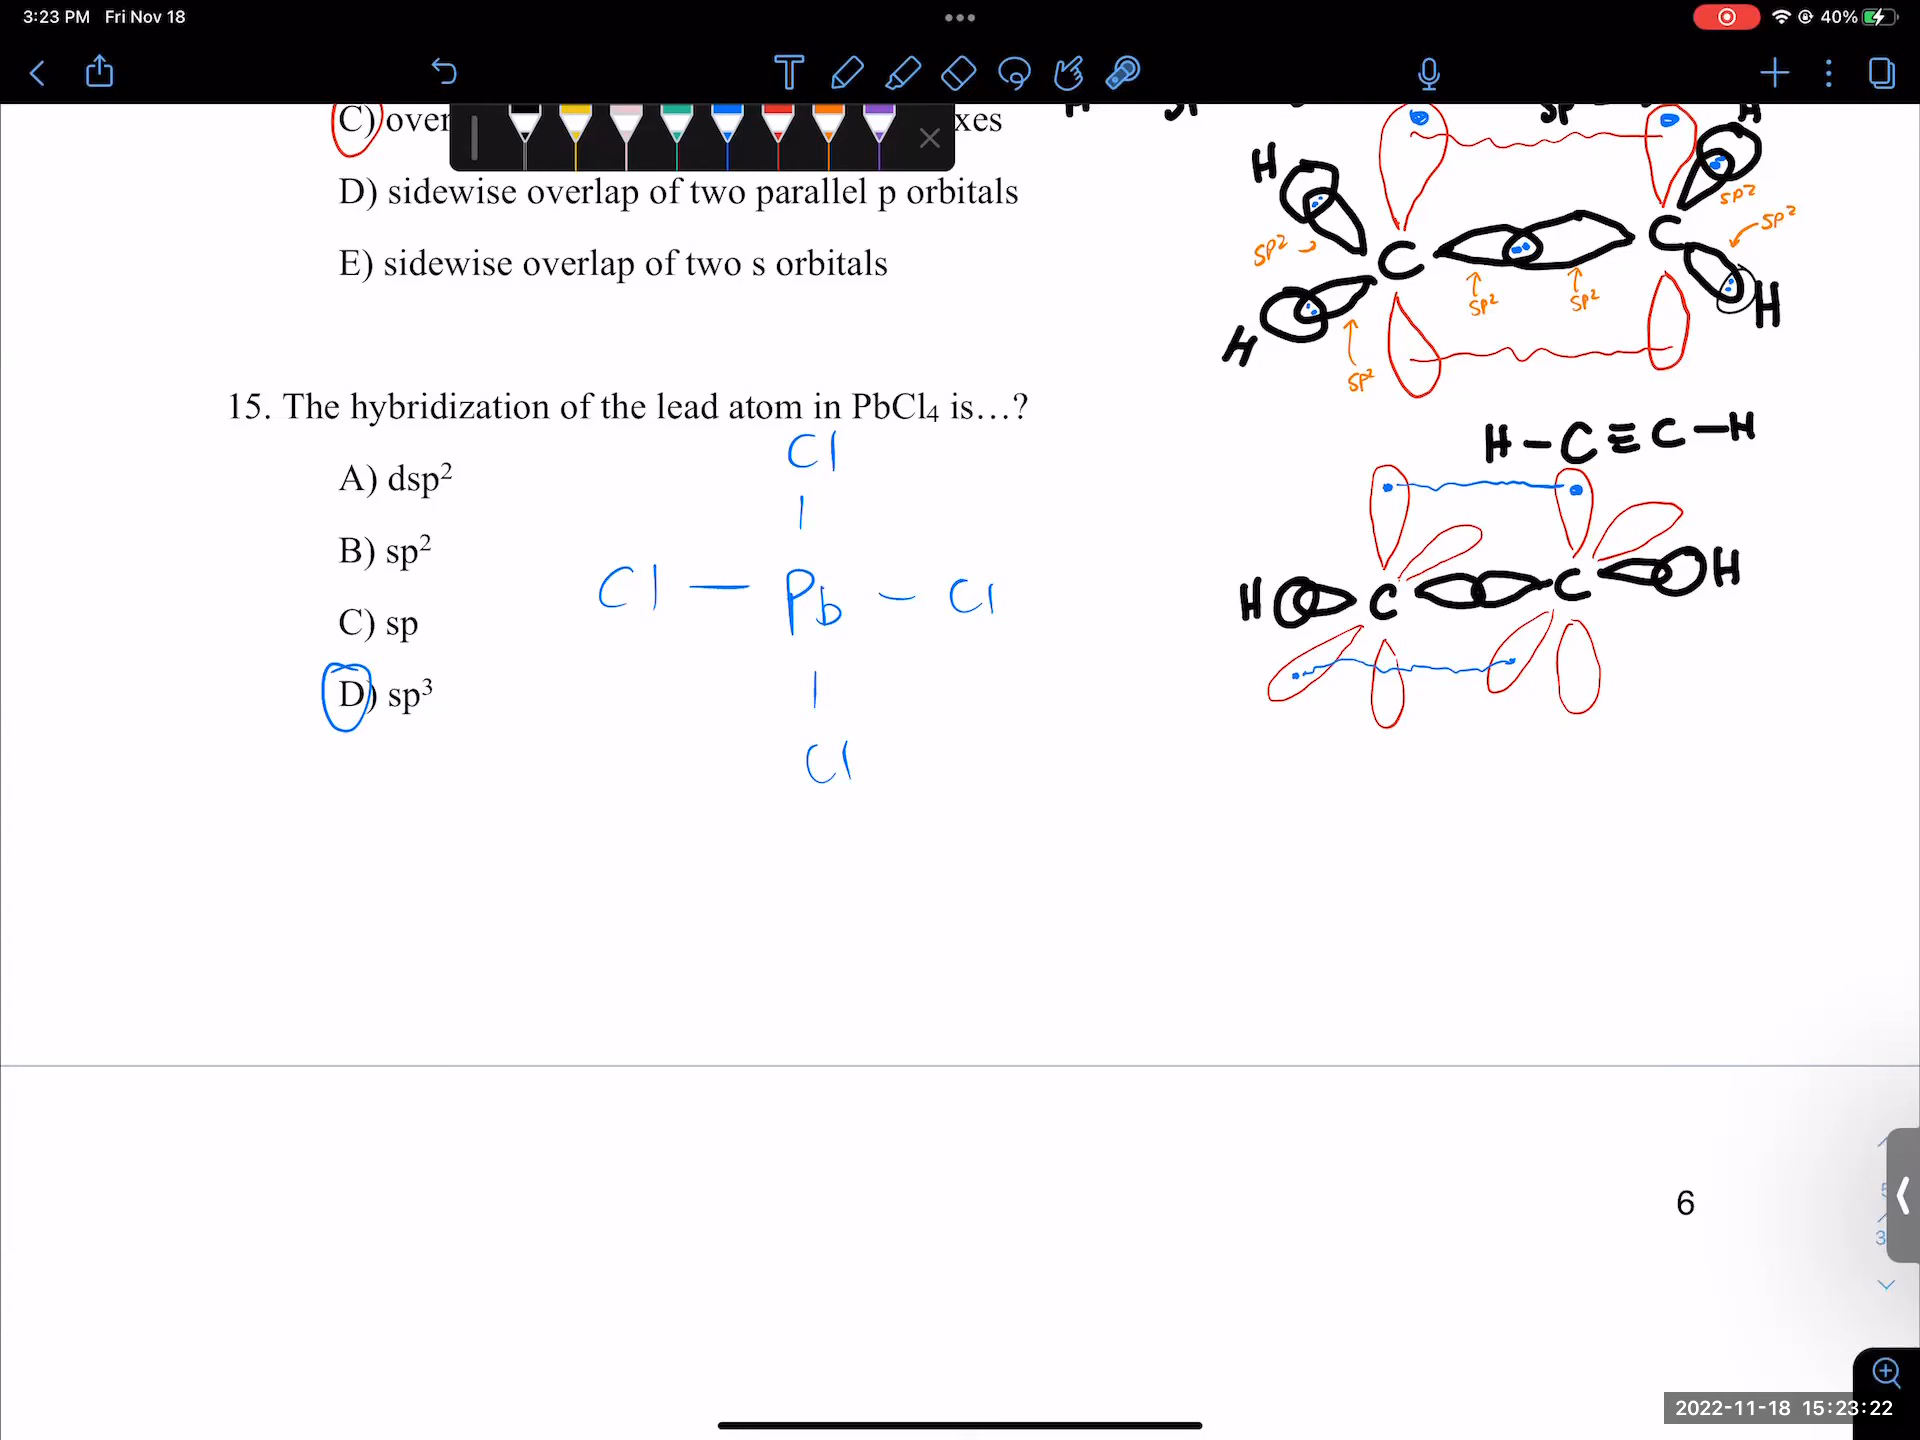 3:23 PM Fri Nov 18
40%
C) over xes
D) sidewise overlap of two parallel p orbitals
E) sidewise overlap of two s orbitals
H
H
sp²
sp²
sp²
C
C
sp²
sp²
H
H
sp²
15. The hybridization of the lead atom in PbCl₄ is…?
H – C ≡ C – H
Cl
A) dsp²
B) sp²
Cl — Pb – Cl
H C C H
C) sp
D) sp³
Cl
6
2022-11-18 15:23:22